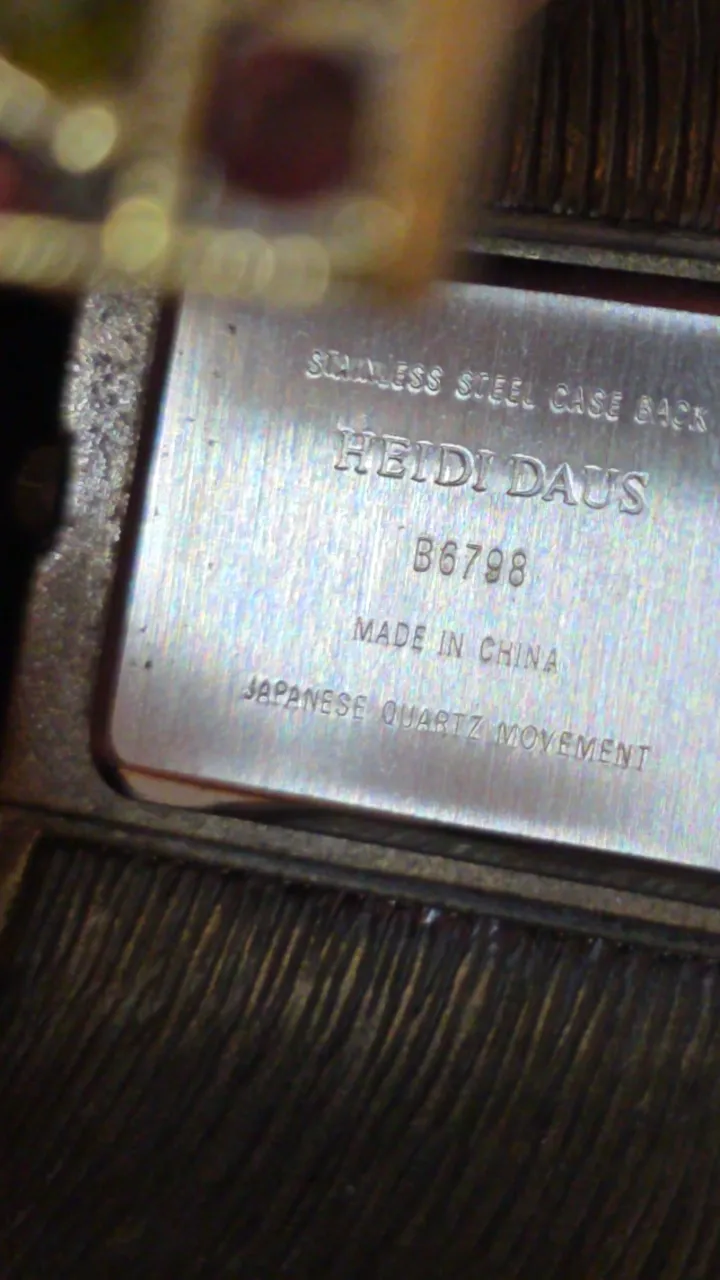 STAINLESS STEEL CASE BACK
HEIDI DAUS
B6798
MADE IN CHINA
JAPANESE QUARTZ MOVEMENT